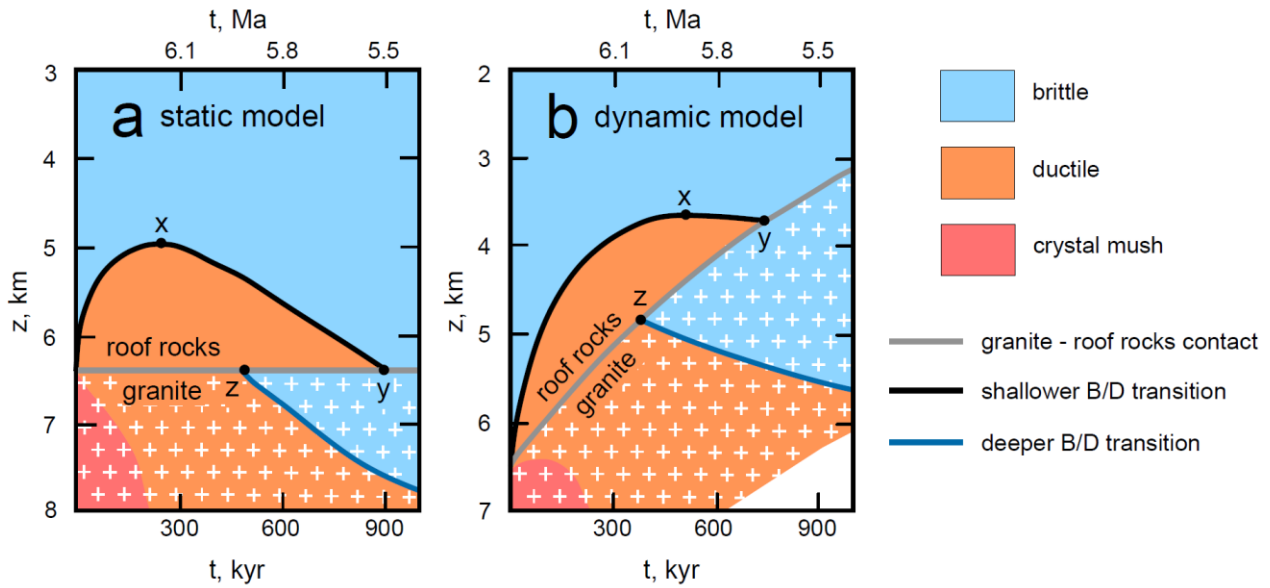 t, Ma
6.1 5.8 5.5
3
4
5
6
7
8
z, km
a static model
x
roof rocks
granite
z
y
300 600 900
t, kyr
t, Ma
6.1 5.8 5.5
2
3
4
5
6
7
z, km
b dynamic model
x
y
z
roof rocks
granite
300 600 900
t, kyr
brittle
ductile
crystal mush
granite - roof rocks contact
shallower B/D transition
deeper B/D transition